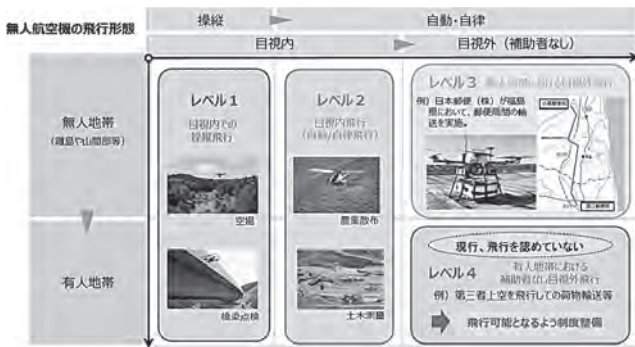 無人航空機の飛行形態
操縦
自動・自律
目視内
目視外(補助者なし)
無人地帯
(離島や山間部等)
有人地帯
レベル1
目視内での
操縦飛行
空撮
橋梁点検
レベル2
目視内飛行
(自動/自律飛行)
農薬散布
土木測量
レベル3
例)日本郵便(株)が福島
県において、郵便局間の輸
送を実施。
現行、飛行を認めていない
レベル4
有人地帯における
補助者なし目視外飛行
例)第三者上空を飛行しての荷物輸送等
飛行可能となるよう制度整備